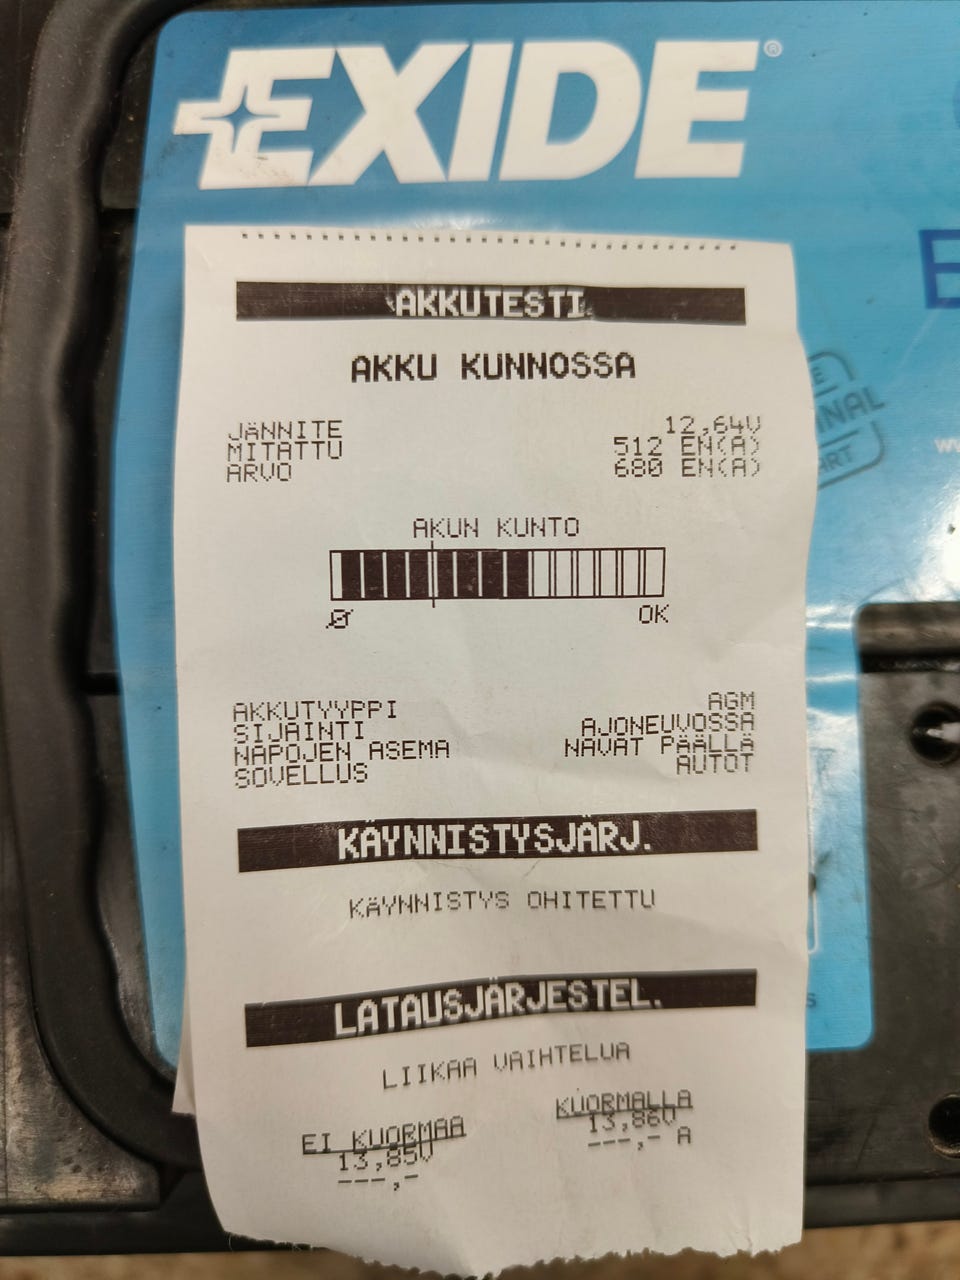 EXIDE®
AKKUTESTI
AKKU KUNNOSSA
JÄNNITE 12,64V
MITATTU 512 EN(A)
ARVO 680 EN(A)
AKUN KUNTO
0 OK
AKKUTYYPPI AGM
SIJAINTI AJONEUVOSSA
NAPOJEN ASEMA NAVAT PÄÄLLÄ
SOVELLUS AUTOT
KÄYNNISTYSJÄRJ.
KÄYNNISTYS OHITETTU
LATAUSJÄRJESTEL.
LIIKAA VAIHTELUA
EI KUORMAA KUORMALLA
13,85V 13,86V
---,- ---,- A